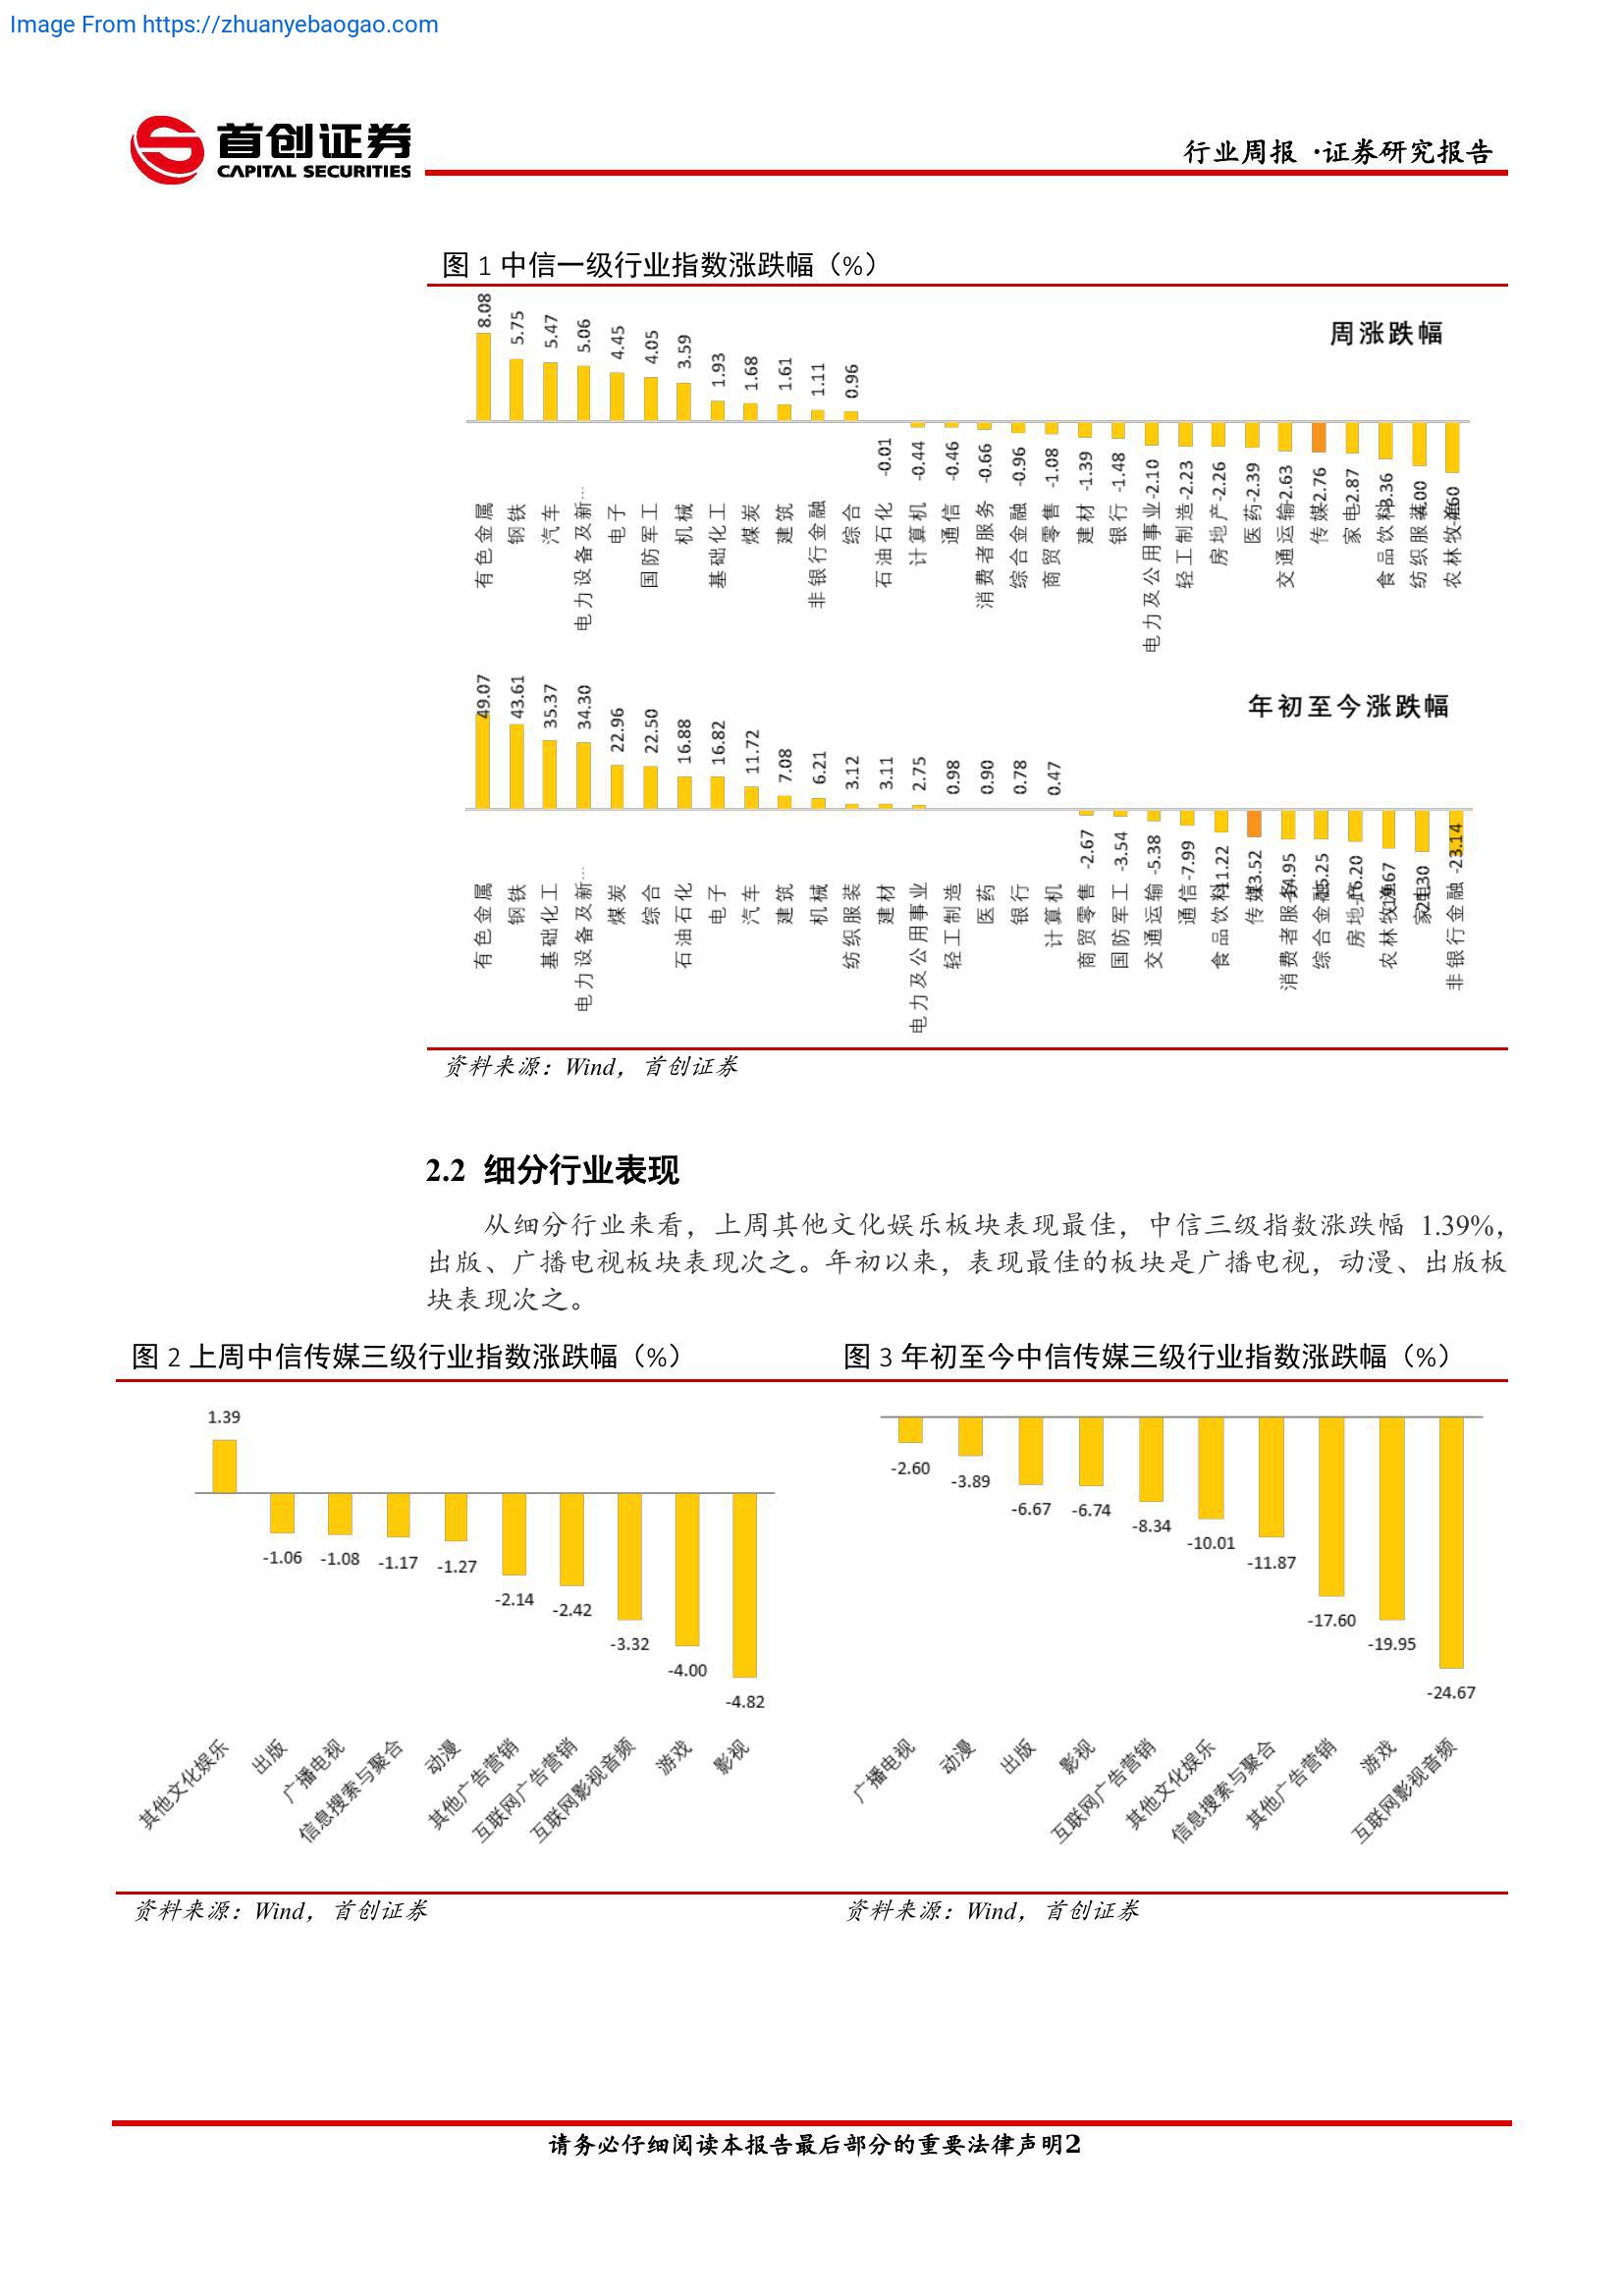 Image From https://zhuanyebaogao.com
首创证券
CAPITAL SECURITIES
行业周报 ·证券研究报告
图 1 中信一级行业指数涨跌幅（%）
周涨跌幅
8.08 5.75 5.47 5.06 4.45 4.05 3.59 1.93 1.68 1.61 1.11 0.96 -0.01 -0.44 -0.46 -0.66 -0.96 -1.08 -1.39 -1.48 -2.10 -2.23 -2.26 -2.39 -2.63 -2.76 -2.87 -3.36 -4.00 -4.60
有色金属 钢铁 汽车 电力设备及新… 电子 国防军工 机械 基础化工 煤炭 建筑 非银行金融 综合 石油石化 计算机 通信 消费者服务 综合金融 商贸零售 建材 银行 电力及公用事业 轻工制造 房地产 医药 交通运输 传媒 家电 食品饮料 纺织服装 农林牧渔
年初至今涨跌幅
49.07 43.61 35.37 34.30 22.96 22.50 16.88 16.82 11.72 7.08 6.21 3.12 3.11 2.75 0.98 0.90 0.78 0.47 -2.67 -3.54 -5.38 -7.99 -11.22 -13.52 -14.95 -15.25 -16.20 -19.67 -21.30 -23.14
有色金属 钢铁 基础化工 电力设备及新… 煤炭 综合 石油石化 电子 汽车 建筑 机械 纺织服装 建材 电力及公用事业 轻工制造 医药 银行 计算机 商贸零售 国防军工 交通运输 通信 食品饮料 传媒 消费者服务 综合金融 房地产 农林牧渔 家电 非银行金融
资料来源：Wind，首创证券
2.2 细分行业表现
从细分行业来看，上周其他文化娱乐板块表现最佳，中信三级指数涨跌幅 1.39%，
出版、广播电视板块表现次之。年初以来，表现最佳的板块是广播电视，动漫、出版板
块表现次之。
图 2 上周中信传媒三级行业指数涨跌幅（%）
1.39 -1.06 -1.08 -1.17 -1.27 -2.14 -2.42 -3.32 -4.00 -4.82
其他文化娱乐 出版 广播电视 信息搜索与聚合 动漫 其他广告营销 互联网广告营销 互联网影视音频 游戏 影视
资料来源：Wind，首创证券
图 3 年初至今中信传媒三级行业指数涨跌幅（%）
-2.60 -3.89 -6.67 -6.74 -8.34 -10.01 -11.87 -17.60 -19.95 -24.67
广播电视 动漫 出版 影视 互联网广告营销 其他文化娱乐 信息搜索与聚合 其他广告营销 游戏 互联网影视音频
资料来源：Wind，首创证券
请务必仔细阅读本报告最后部分的重要法律声明2